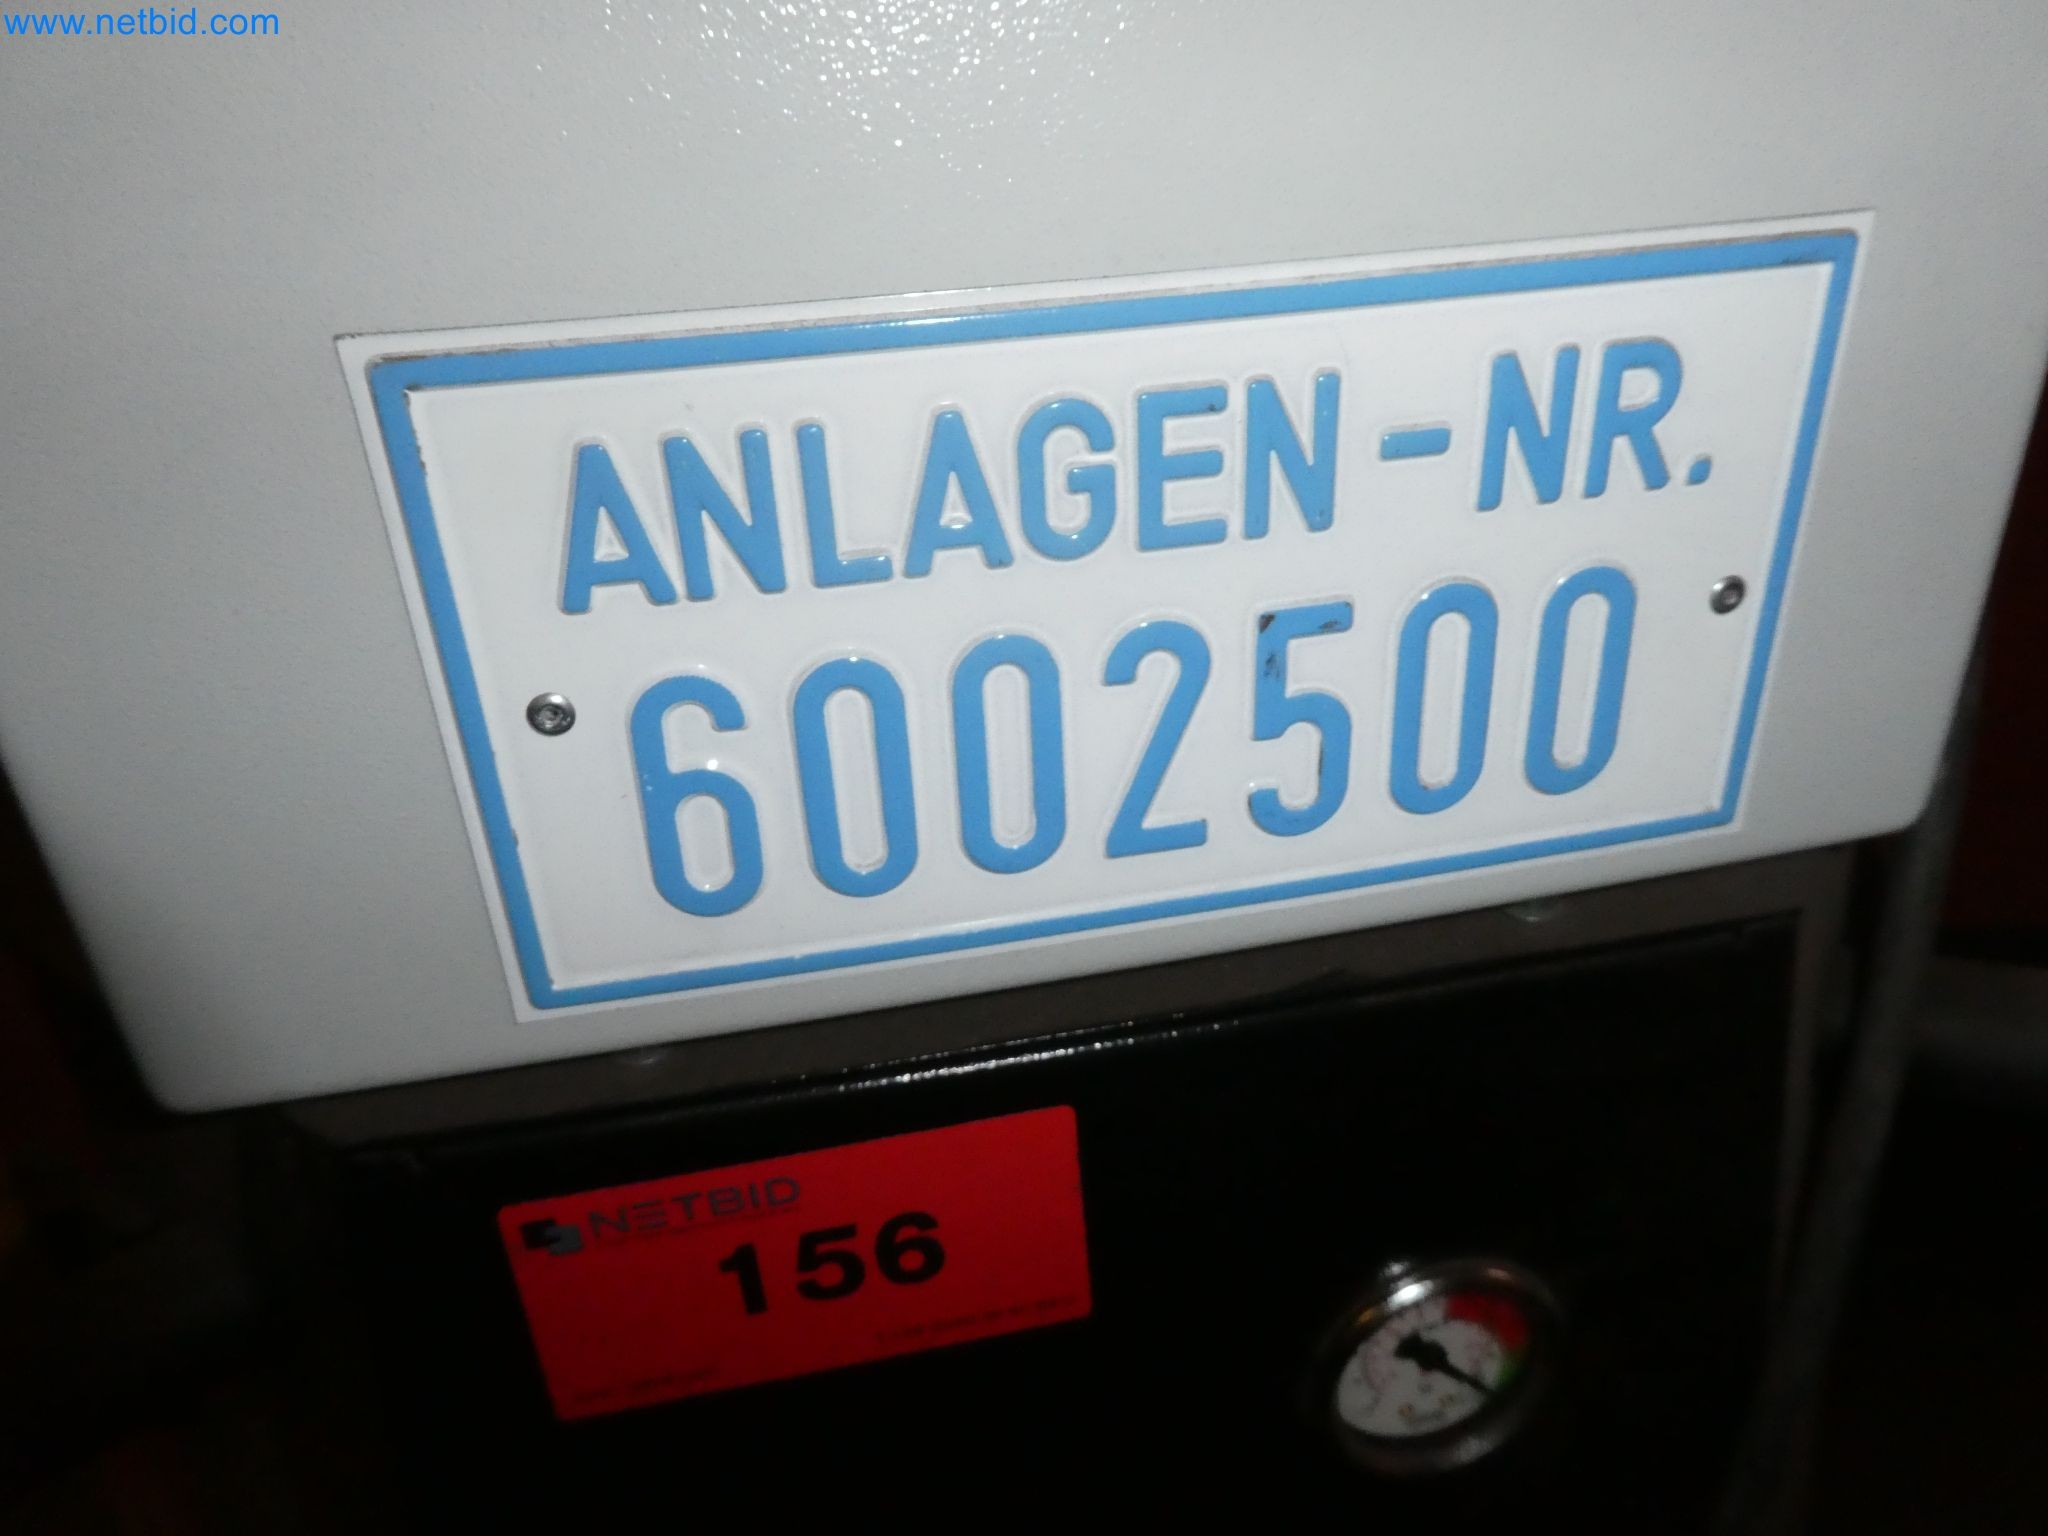 www.netbid.com
ANLAGEN-NR.
6002500
NETBID
156